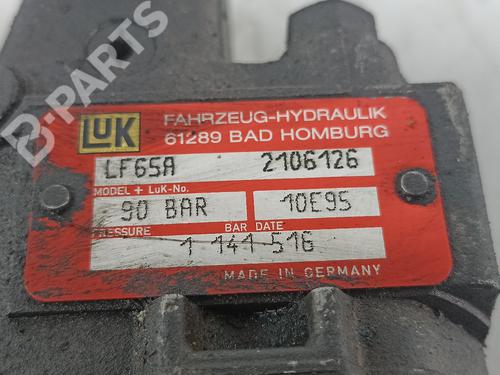 B-PARTS
LUK
FAHRZEUG-HYDRAULIK
61289 BAD HOMBURG
LF65A 2106126
MODEL + LUK-No.
90 BAR 10E95
PRESSURE BAR DATE
1 141 516
MADE IN GERMANY